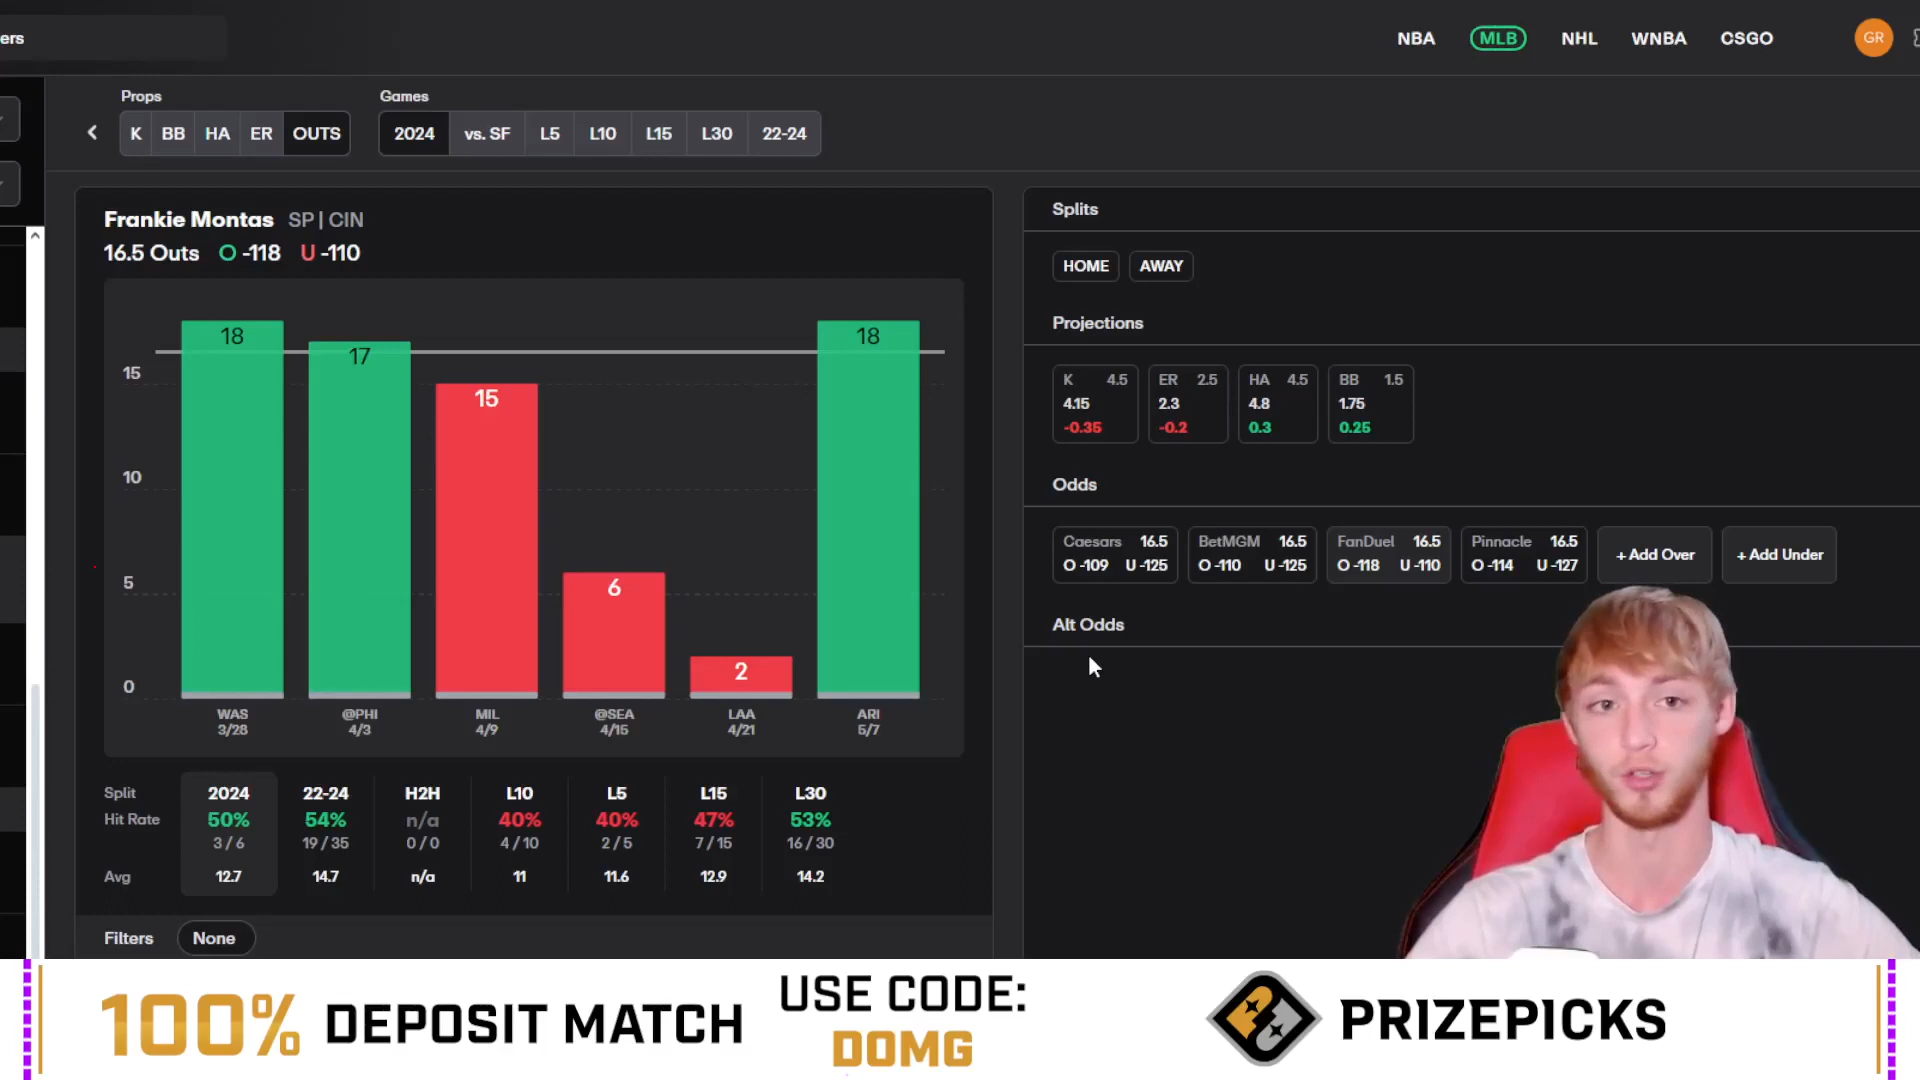 ers
NBA MLB NHL WNBA CSGO GR
Props Games
K BB HA ER OUTS 2024 vs. SF L5 L10 L15 L30 22-24
Frankie Montas SP | CIN
16.5 Outs O -118 U -110
15
10
5
0
18 17 15 6 2 18
WAS @PHI MIL @SEA LAA ARI
3/28 4/3 4/9 4/15 4/21 5/7
Split 2024 22-24 H2H L10 L5 L15 L30
Hit Rate 50% 54% n/a 40% 40% 47% 53%
3 / 6 19 / 35 0 / 0 4 / 10 2 / 5 7 / 15 16 / 30
Avg 12.7 14.7 n/a 11 11.6 12.9 14.2
Filters None
Splits
HOME AWAY
Projections
K 4.5 ER 2.5 HA 4.5 BB 1.5
4.15 2.3 4.8 1.75
-0.35 -0.2 0.3 0.25
Odds
Caesars 16.5 BetMGM 16.5 FanDuel 16.5 Pinnacle 16.5 + Add Over + Add Under
O -109 U -125 O -110 U -125 O -118 U -110 O -114 U -127
Alt Odds
100% DEPOSIT MATCH
USE CODE:
DOMG
PRIZEPICKS